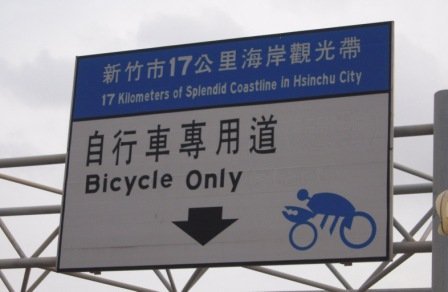 新竹市17公里海岸觀光帶
17 Kilometers of Splendid Coastline in Hsinchu City
自行車專用道
Bicycle Only